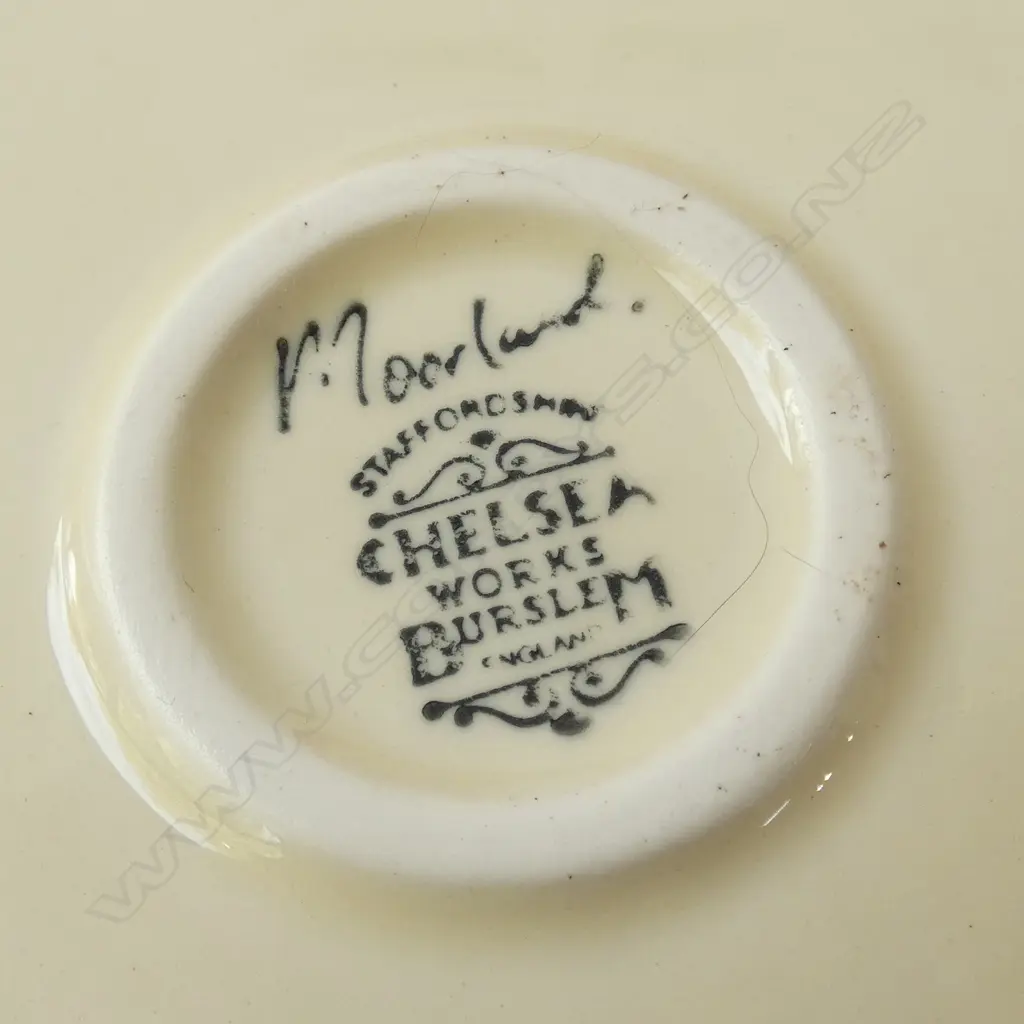 Moorland.
STAFFORDSHIRE
CHELSEA
WORKS
BURSLEM
ENGLAND